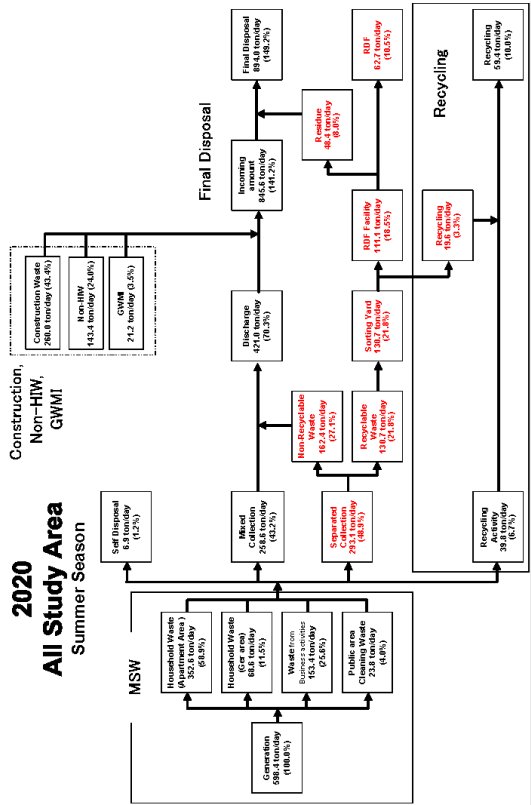 2020
All Study Area
Summer Season
Construction,
Non-HIW,
GWMI
Construction Waste
260.0 ton/day (43.4%)
Non-HIW
143.4 ton/day (24.0%)
GWMI
21.2 ton/day (3.5%)
MSW
Generation
598.4 ton/day
(100.0%)
Household Waste
(Apartment Area )
352.6 ton/day
(58.9%)
Household Waste
(Ger area)
68.6 ton/day
(11.5%)
Waste from
Business activities
153.4 ton/day
(25.6%)
Public area
Cleaning Waste
23.8 ton/day
(4.0%)
Self Disposal
6.9 ton/day
(1.2%)
Mixed
Collection
258.6 ton/day
(43.2%)
Separated
Collection
293.1 ton/day
(48.9%)
Recycling
Activity
39.8 ton/day
(6.7%)
Non-Recyclable
Waste
162.4 ton/day
(27.1%)
Recyclable
Waste
130.7 ton/day
(21.8%)
Discharge
421.0 ton/day
(70.3%)
Sorting Yard
130.7 ton/day
(21.8%)
Final Disposal
Incoming
amount
845.6 ton/day
(141.2%)
RDF Facility
111.1 ton/day
(18.5%)
Recycling
19.6 ton/day
(3.3%)
Residue
48.4 ton/day
(8.0%)
Final Disposal
894.0 ton/day
(149.2%)
RDF
62.7 ton/day
(10.5%)
Recycling
Recycling
59.4 ton/day
(10.0%)